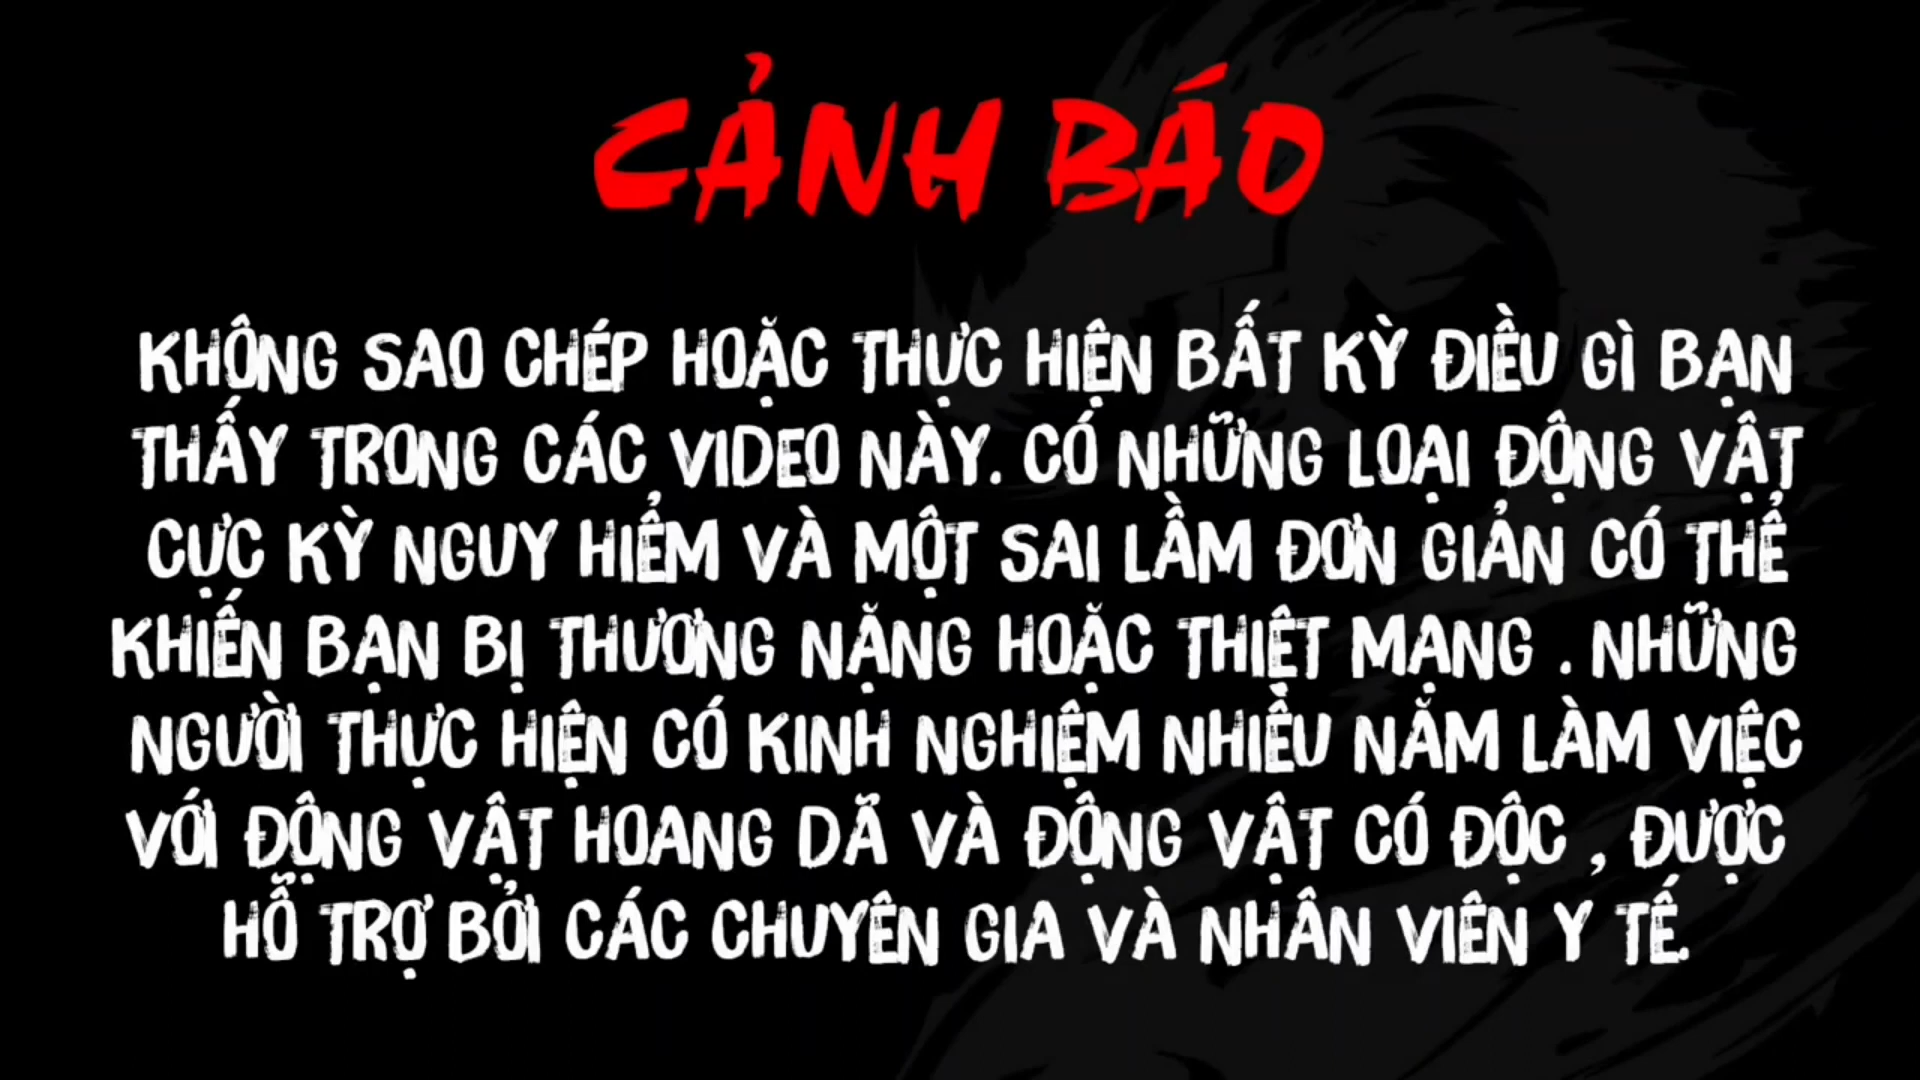 CẢNH BÁO
KHÔNG SAO CHÉP HOẶC THỰC HIỆN BẤT KỲ ĐIỀU GÌ BẠN
THẤY TRONG CÁC VIDEO NÀY. CÓ NHỮNG LOẠI ĐỘNG VẬT
CỰC KỲ NGUY HIỂM VÀ MỘT SAI LẦM ĐƠN GIẢN CÓ THỂ
KHIẾN BẠN BỊ THƯƠNG NẶNG HOẶC THIỆT MẠNG . NHỮNG
NGƯỜI THỰC HIỆN CÓ KINH NGHIỆM NHIỀU NĂM LÀM VIỆC
VỚI ĐỘNG VẬT HOANG DÃ VÀ ĐỘNG VẬT CÓ ĐỘC , ĐƯỢC
HỖ TRỢ BỞI CÁC CHUYÊN GIA VÀ NHÂN VIÊN Y TẾ.